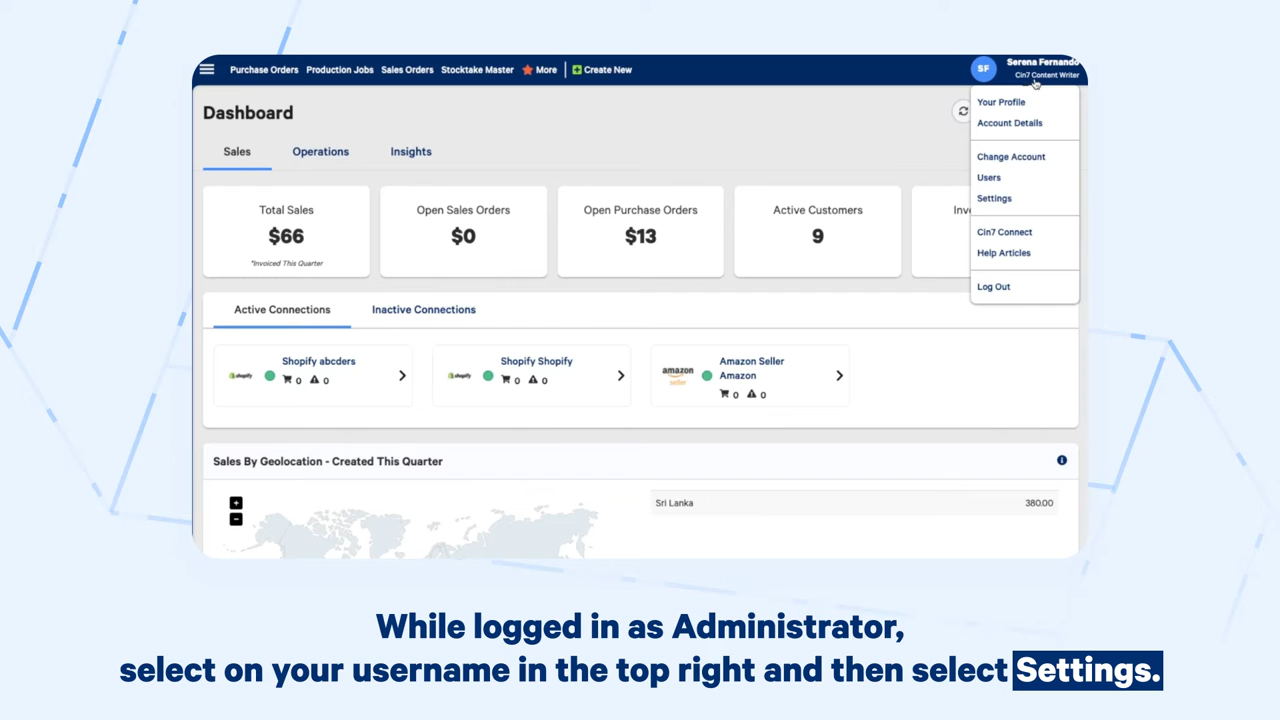 Purchase Orders Production Jobs Sales Orders Stocktake Master More Create New
SF
Serena Fernando
Cin7 Content Writer
Dashboard
Your Profile
Account Details
Sales Operations Insights
Change Account
Users
Settings
Cin7 Connect
Help Articles
Log Out
Total Sales
$66
*Invoiced This Quarter
Open Sales Orders
$0
Open Purchase Orders
$13
Active Customers
9
Active Connections Inactive Connections
shopify
Shopify abcders
0 0
shopify
Shopify Shopify
0 0
amazon
seller
Amazon Seller
Amazon
0 0
Sales By Geolocation - Created This Quarter
+
-
Sri Lanka 380.00
While logged in as Administrator,
select on your username in the top right and then select Settings.